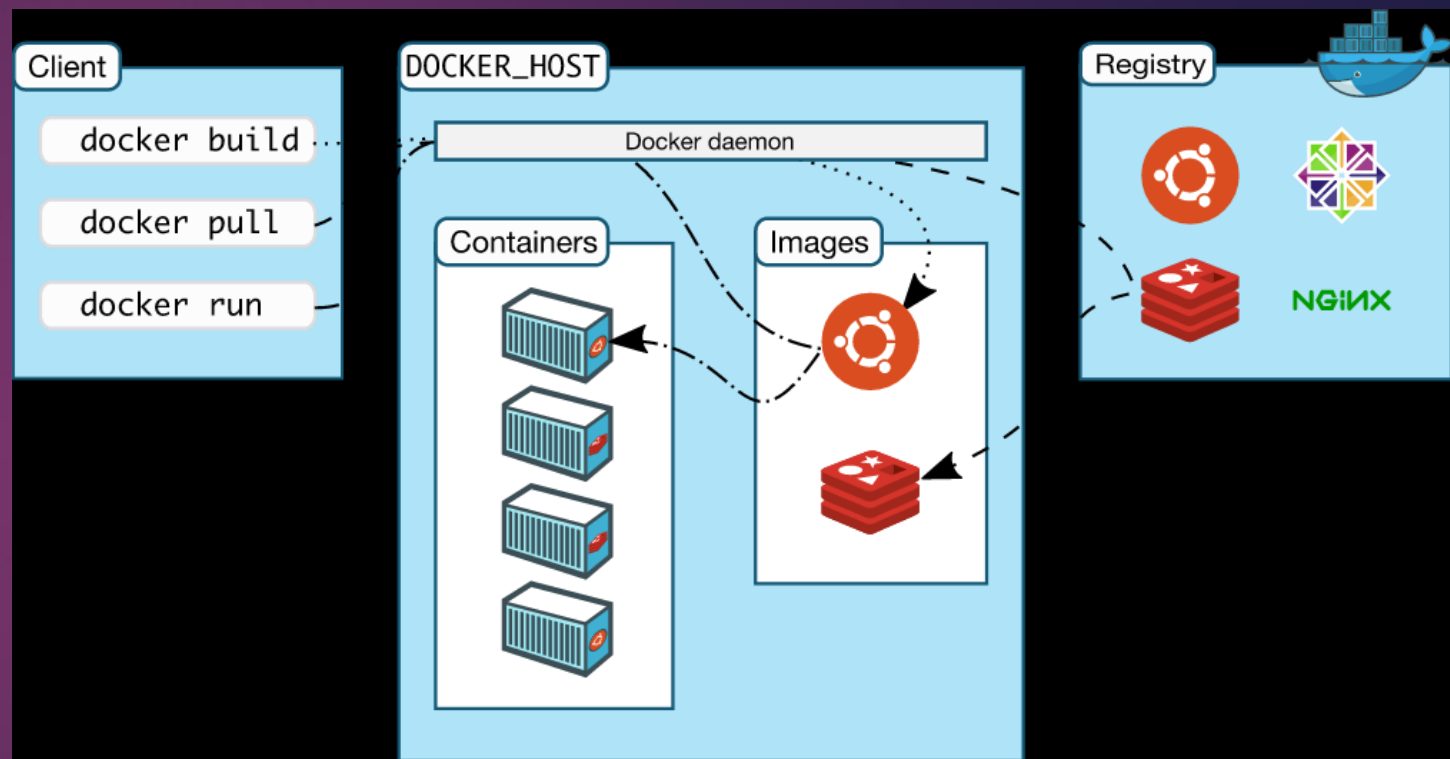 Client
docker build
docker pull
docker run
DOCKER_HOST
Docker daemon
Containers
Images
Registry
NGINX